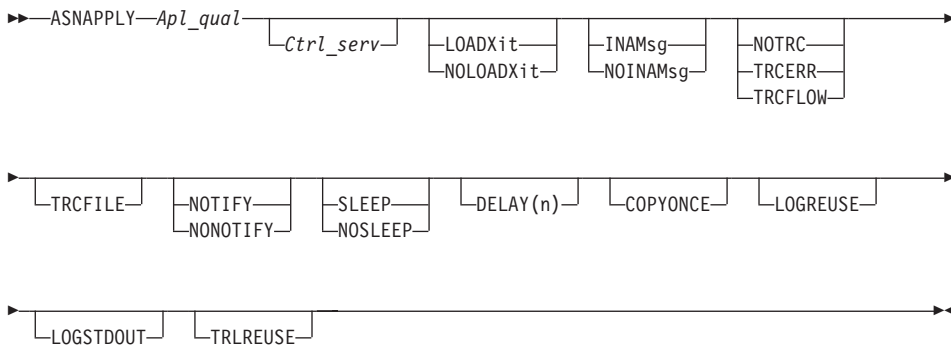 ASNAPPLY Apl_qual
Ctrl_serv
LOADXit
NOLOADXit
INAMsg
NOINAMsg
NOTRC
TRCERR
TRCFLOW
TRCFILE
NOTIFY
NONOTIFY
SLEEP
NOSLEEP
DELAY(n)
COPYONCE
LOGREUSE
LOGSTDOUT
TRLREUSE